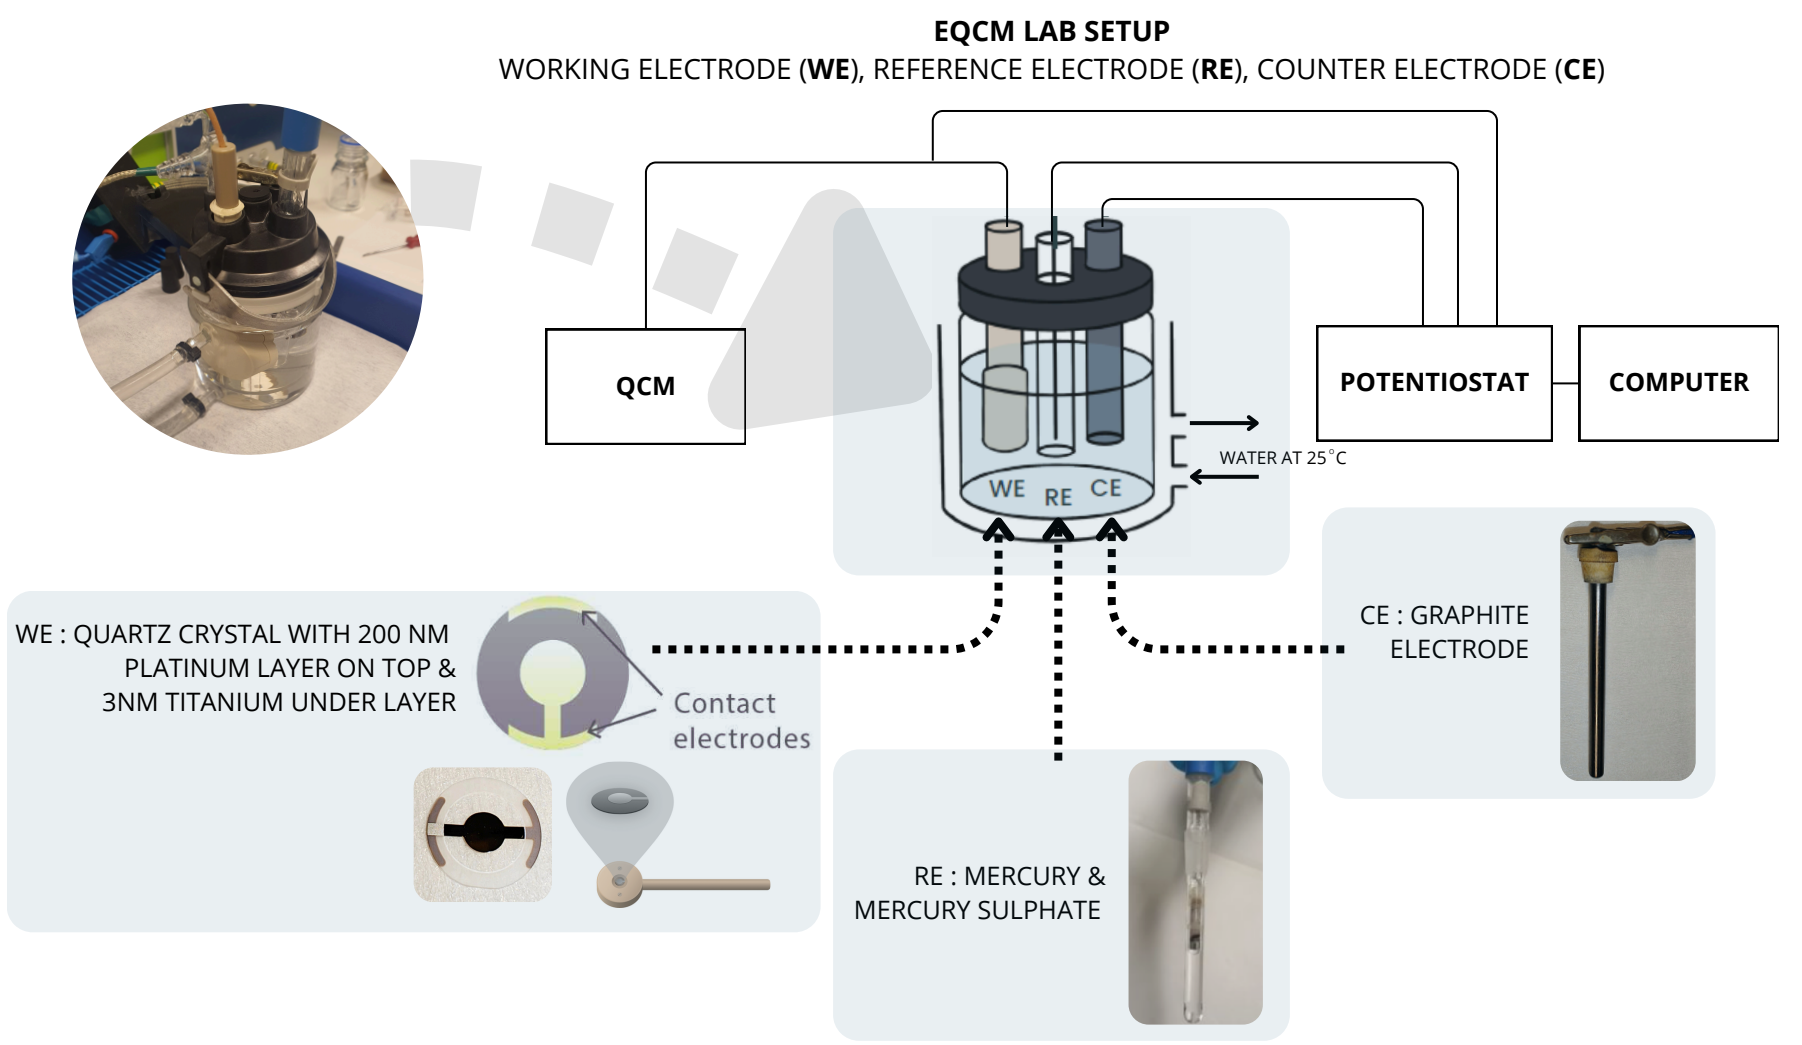 EQCM LAB SETUP
WORKING ELECTRODE (WE), REFERENCE ELECTRODE (RE), COUNTER ELECTRODE (CE)
QCM
POTENTIOSTAT
COMPUTER
WATER AT 25°C
WE
RE
CE
WE : QUARTZ CRYSTAL WITH 200 NM
PLATINUM LAYER ON TOP &
3NM TITANIUM UNDER LAYER
Contact
electrodes
CE : GRAPHITE
ELECTRODE
RE : MERCURY &
MERCURY SULPHATE